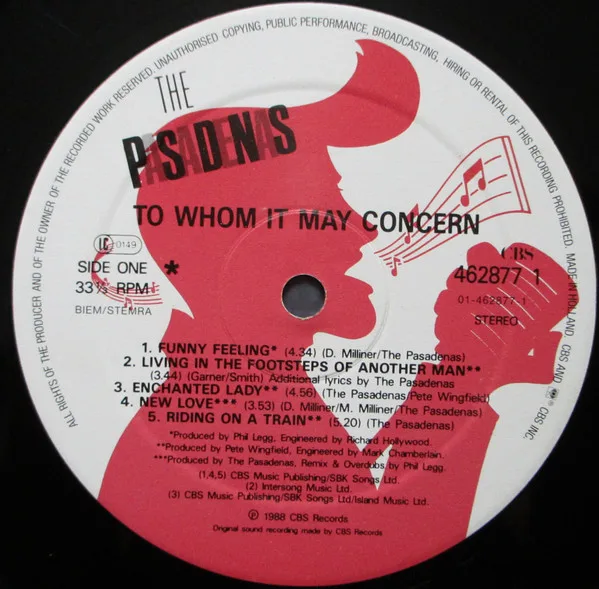 ALL RIGHTS OF THE PRODUCER AND OF THE OWNER OF THE RECORDED WORK RESERVED. UNAUTHORISED COPYING, PUBLIC PERFORMANCE, BROADCASTING, HIRING OR RENTAL OF THIS RECORDING PROHIBITED. MADE IN HOLLAND. CBS AND ARE ® CBS INC.
THE
PASADENAS
TO WHOM IT MAY CONCERN
LC 0149
SIDE ONE *
33⅓ RPM
BIEM/STEMRA
CBS
462877 1
01-462877-1
STEREO
1. FUNNY FEELING* (4.34) (D. Milliner/The Pasadenas)
2. LIVING IN THE FOOTSTEPS OF ANOTHER MAN**
(3.44) (Garner/Smith) Additional lyrics by The Pasadenas
3. ENCHANTED LADY** (4.56) (The Pasadenas/Pete Wingfield)
4. NEW LOVE*** (3.53) (D. Milliner/M. Milliner/The Pasadenas)
5. RIDING ON A TRAIN** (5.20) (The Pasadenas)
*Produced by Phil Legg, Engineered by Richard Hollywood.
**Produced by Pete Wingfield, Engineered by Mark Chamberlain.
***Produced by The Pasadenas, Remix & Overdubs by Phil Legg.
(1,4,5) CBS Music Publishing/SBK Songs Ltd.
(2) Intersong Music Ltd.
(3) CBS Music Publishing/SBK Songs Ltd/Island Music Ltd.
℗ 1988 CBS Records
Original sound recording made by CBS Records